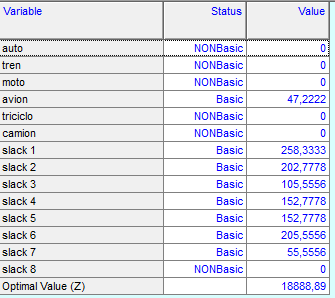 Variable Status Value
auto NONBasic 0
tren NONBasic 0
moto NONBasic 0
avion Basic 47,2222
triciclo NONBasic 0
camion NONBasic 0
slack 1 Basic 258,3333
slack 2 Basic 202,7778
slack 3 Basic 105,5556
slack 4 Basic 152,7778
slack 5 Basic 152,7778
slack 6 Basic 205,5556
slack 7 Basic 55,5556
slack 8 NONBasic 0
Optimal Value (Z) 18888,89